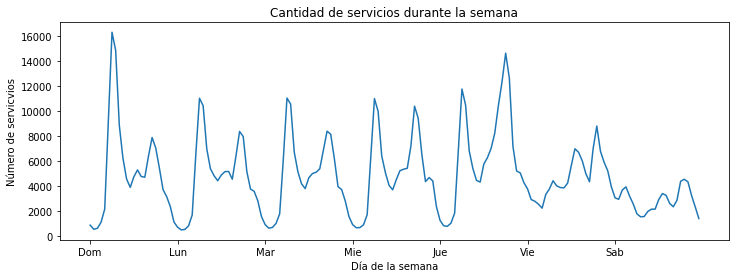 Cantidad de servicios durante la semana
16000
14000
12000
10000
8000
6000
4000
2000
0
Número de servicvios
Dom Lun Mar Mie Jue Vie Sab
Día de la semana